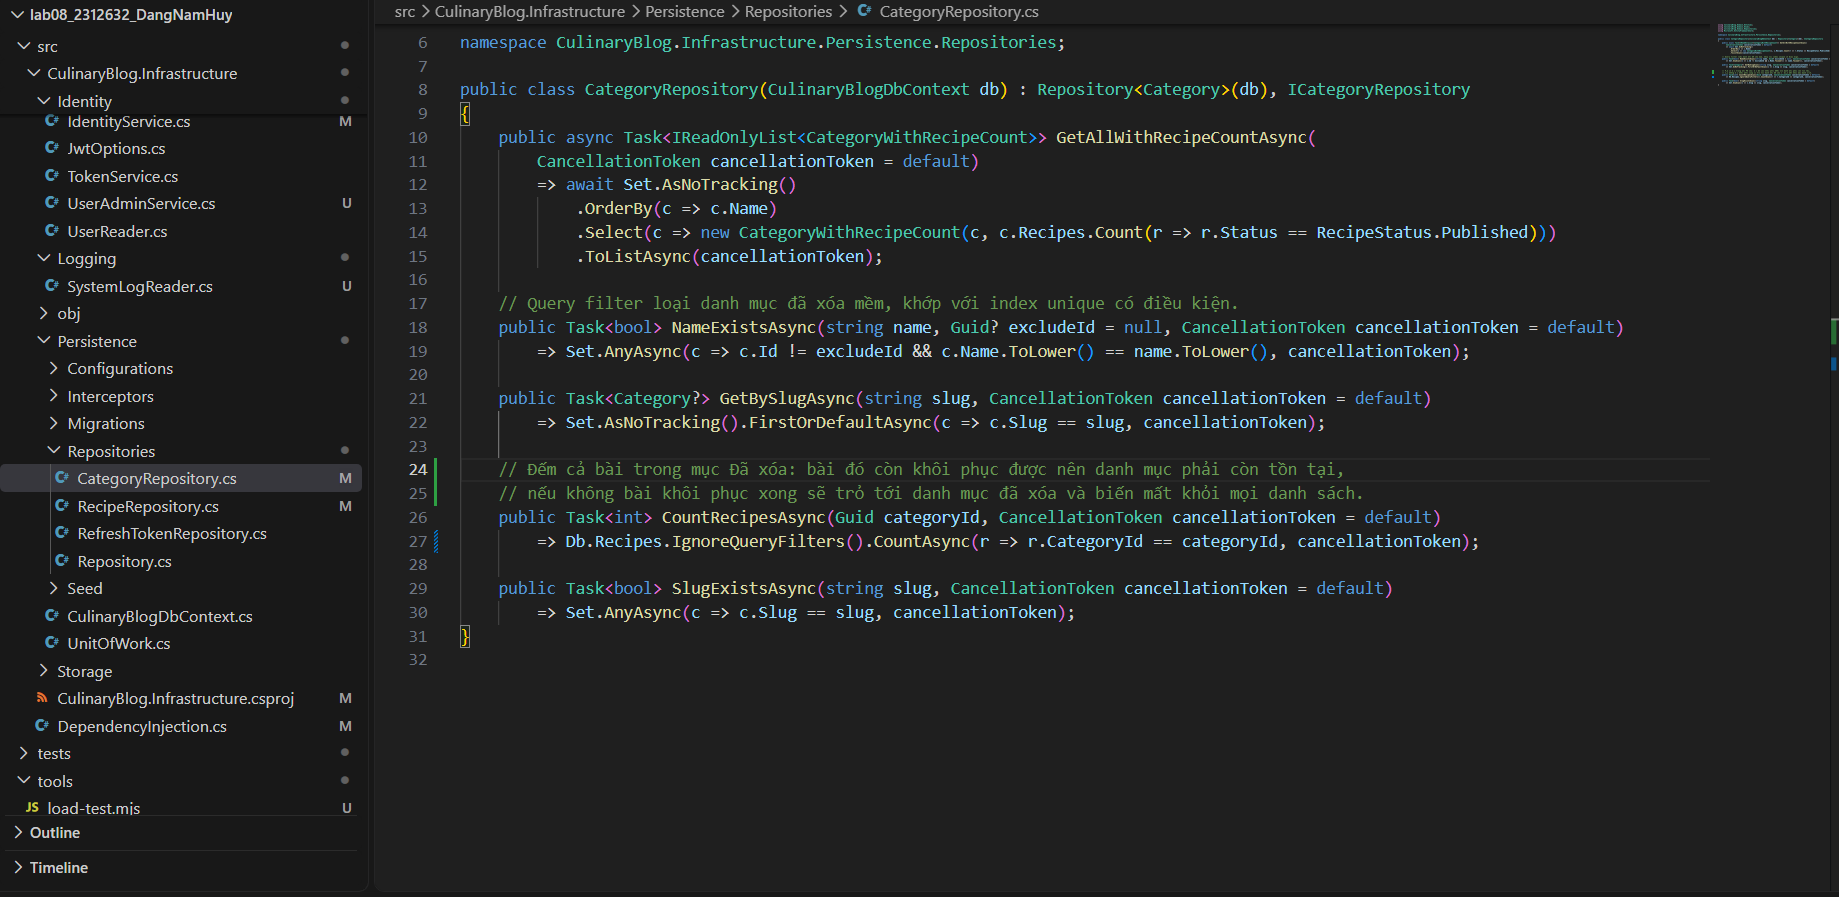 lab08_2312632_DangNamHuy
src
CulinaryBlog.Infrastructure
Identity
IdentityService.cs M
JwtOptions.cs
TokenService.cs
UserAdminService.cs U
UserReader.cs
Logging
SystemLogReader.cs U
obj
Persistence
Configurations
Interceptors
Migrations
Repositories
CategoryRepository.cs M
RecipeRepository.cs M
RefreshTokenRepository.cs
Repository.cs
Seed
CulinaryBlogDbContext.cs
UnitOfWork.cs
Storage
CulinaryBlog.Infrastructure.csproj M
DependencyInjection.cs M
tests
tools
JS load-test.mjs U
Outline
Timeline
src > CulinaryBlog.Infrastructure > Persistence > Repositories > CategoryRepository.cs
6 namespace CulinaryBlog.Infrastructure.Persistence.Repositories;
7
8 public class CategoryRepository(CulinaryBlogDbContext db) : Repository<Category>(db), ICategoryRepository
9 {
10 public async Task<IReadOnlyList<CategoryWithRecipeCount>> GetAllWithRecipeCountAsync(
11 CancellationToken cancellationToken = default)
12 => await Set.AsNoTracking()
13 .OrderBy(c => c.Name)
14 .Select(c => new CategoryWithRecipeCount(c, c.Recipes.Count(r => r.Status == RecipeStatus.Published)))
15 .ToListAsync(cancellationToken);
16
17 // Query filter loại danh mục đã xóa mềm, khớp với index unique có điều kiện.
18 public Task<bool> NameExistsAsync(string name, Guid? excludeId = null, CancellationToken cancellationToken = default)
19 => Set.AnyAsync(c => c.Id != excludeId && c.Name.ToLower() == name.ToLower(), cancellationToken);
20
21 public Task<Category?> GetBySlugAsync(string slug, CancellationToken cancellationToken = default)
22 => Set.AsNoTracking().FirstOrDefaultAsync(c => c.Slug == slug, cancellationToken);
23
24 // Đếm cả bài trong mục Đã xóa: bài đó còn khôi phục được nên danh mục phải còn tồn tại,
25 // nếu không bài khôi phục xong sẽ trỏ tới danh mục đã xóa và biến mất khỏi mọi danh sách.
26 public Task<int> CountRecipesAsync(Guid categoryId, CancellationToken cancellationToken = default)
27 => Db.Recipes.IgnoreQueryFilters().CountAsync(r => r.CategoryId == categoryId, cancellationToken);
28
29 public Task<bool> SlugExistsAsync(string slug, CancellationToken cancellationToken = default)
30 => Set.AnyAsync(c => c.Slug == slug, cancellationToken);
31 }
32